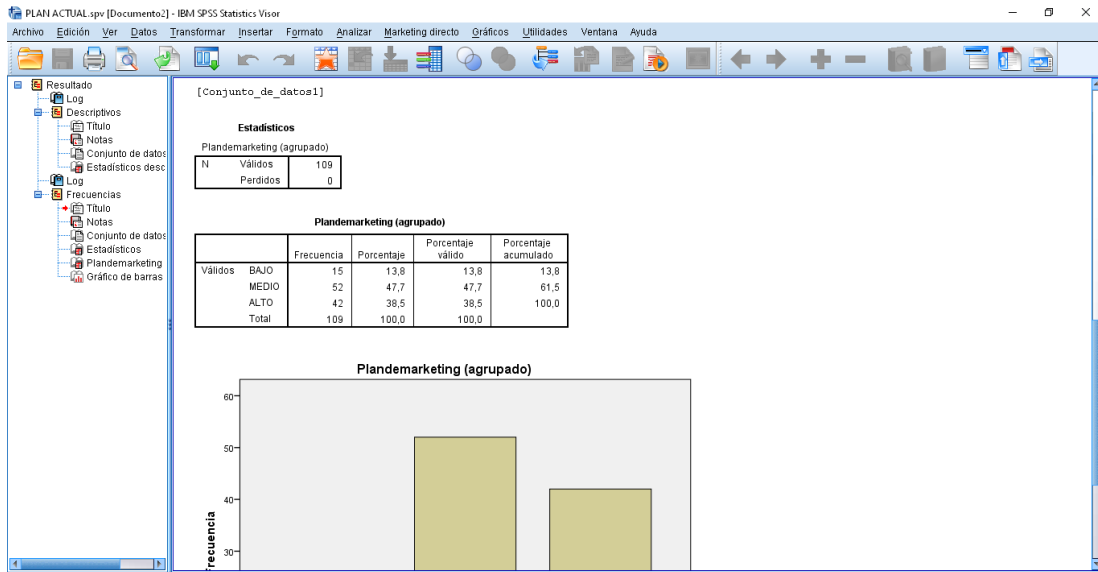 PLAN ACTUAL.spv [Documento2] - IBM SPSS Statistics Visor
Archivo Edición Ver Datos Transformar Insertar Formato Analizar Marketing directo Gráficos Utilidades Ventana Ayuda
Resultado
Log
Descriptivos
Título
Notas
Conjunto de datos
Estadísticos desc
Log
Frecuencias
Título
Notas
Conjunto de datos
Estadísticos
Plandemarketing
Gráfico de barras
[Conjunto_de_datos1]
Estadísticos
Plandemarketing (agrupado)
N Válidos 109
Perdidos 0
Plandemarketing (agrupado)
Frecuencia Porcentaje Porcentaje válido Porcentaje acumulado
Válidos BAJO 15 13,8 13,8 13,8
MEDIO 52 47,7 47,7 61,5
ALTO 42 38,5 38,5 100,0
Total 109 100,0 100,0
Plandemarketing (agrupado)
60
50
40
30
Frecuencia